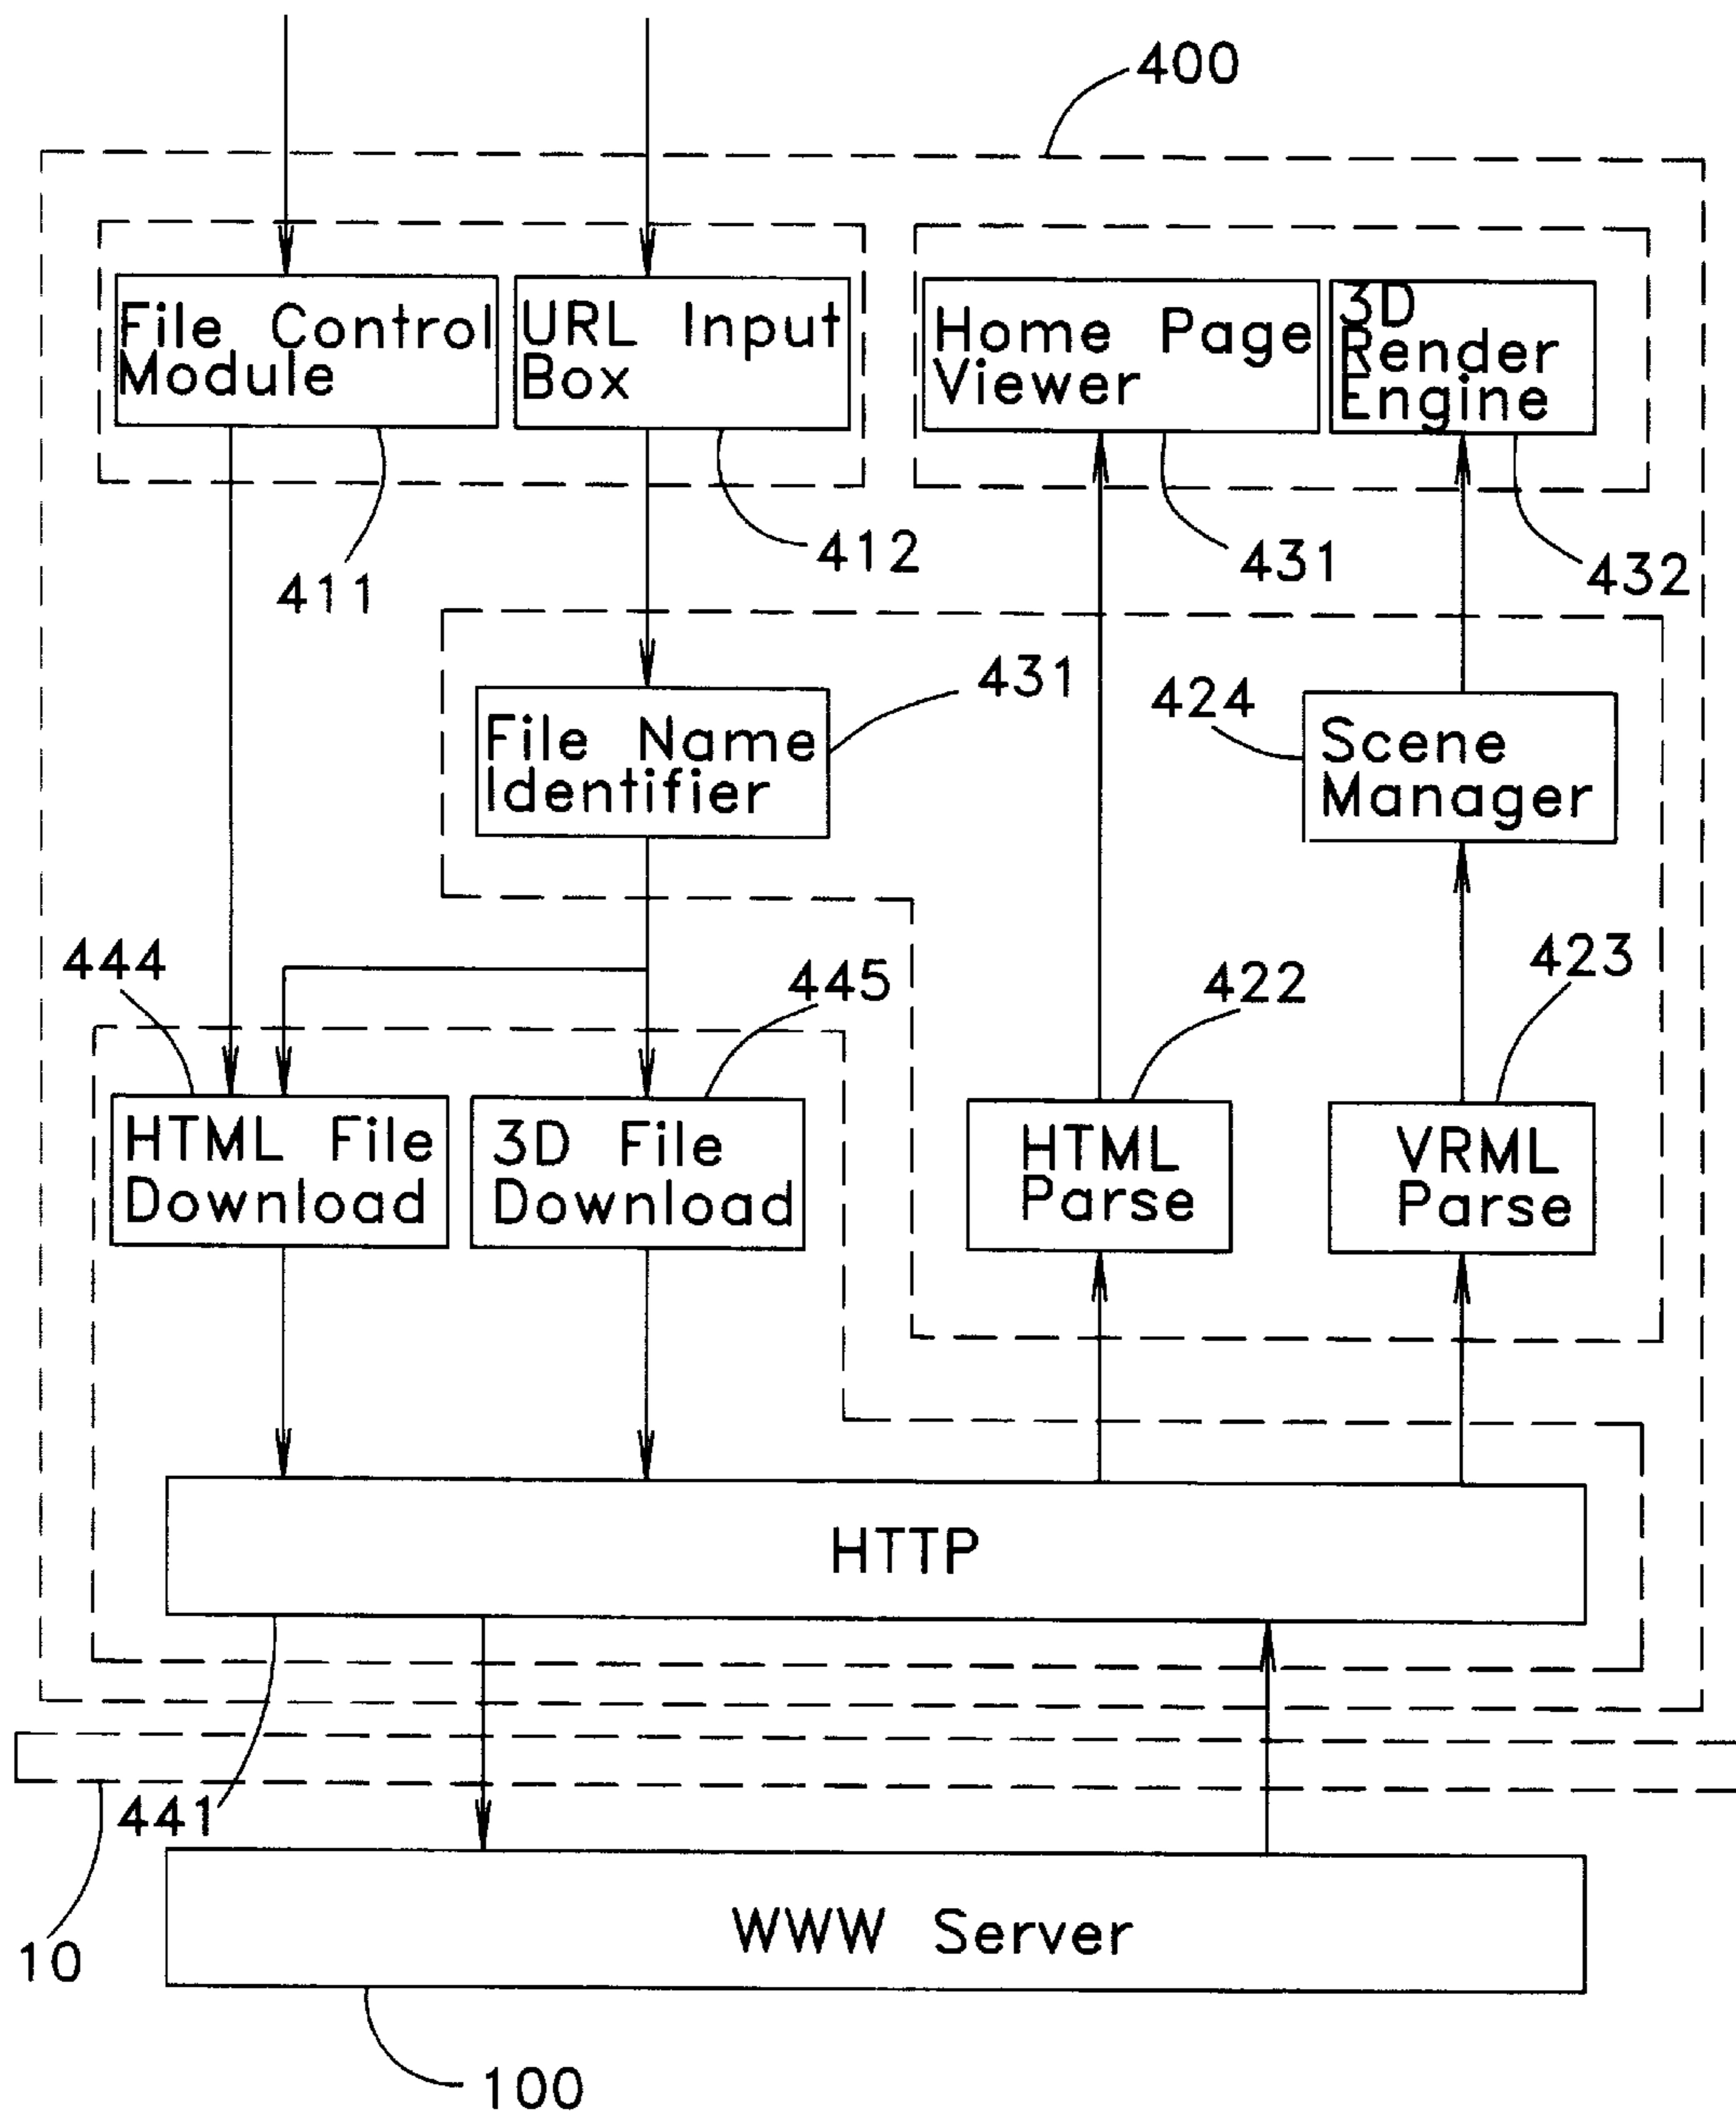 400
File Control
Module
URL Input
Box
Home Page
Viewer
3D
Render
Engine
411
412
431
432
File Name
Identifier
431
424
Scene
Manager
444
445
422
423
HTML File
Download
3D File
Download
HTML
Parse
VRML
Parse
HTTP
441
10
WWW Server
100